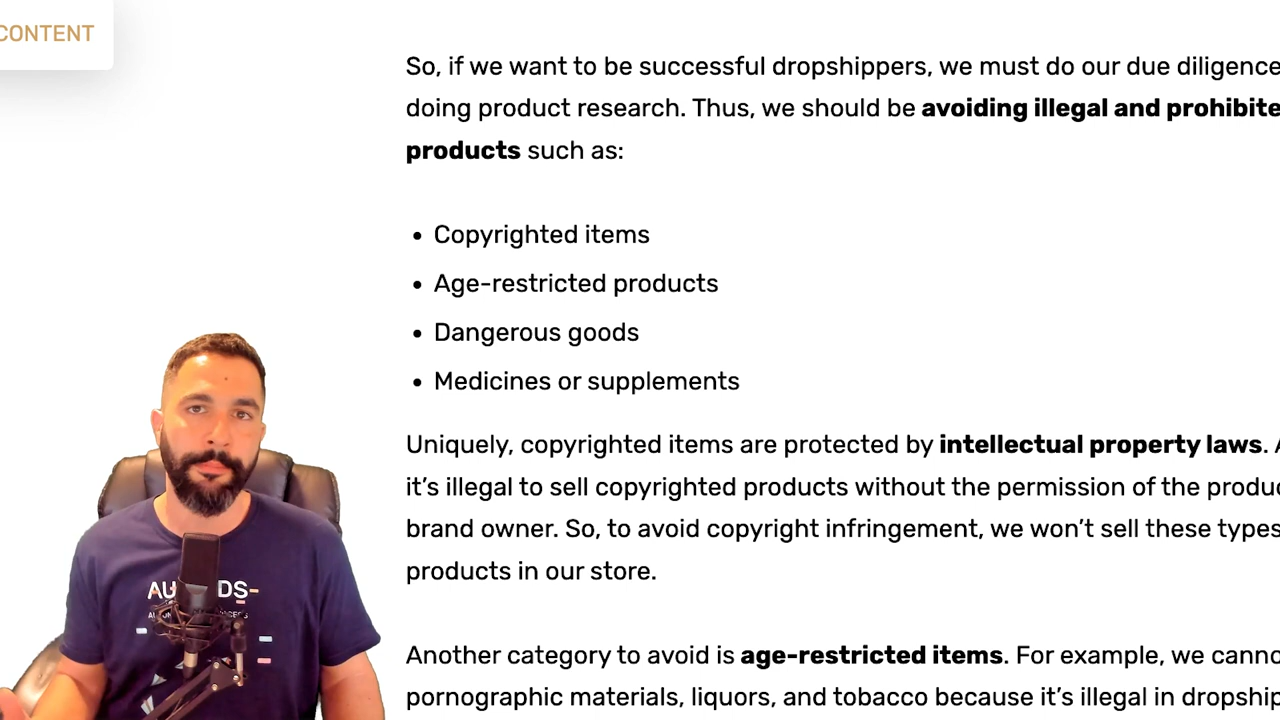 CONTENT
So, if we want to be successful dropshippers, we must do our due diligence
doing product research. Thus, we should be avoiding illegal and prohibite
products such as:
• Copyrighted items
• Age-restricted products
• Dangerous goods
• Medicines or supplements
Uniquely, copyrighted items are protected by intellectual property laws. A
it's illegal to sell copyrighted products without the permission of the produc
brand owner. So, to avoid copyright infringement, we won't sell these types
products in our store.
Another category to avoid is age-restricted items. For example, we canno
pornographic materials, liquors, and tobacco because it's illegal in dropship